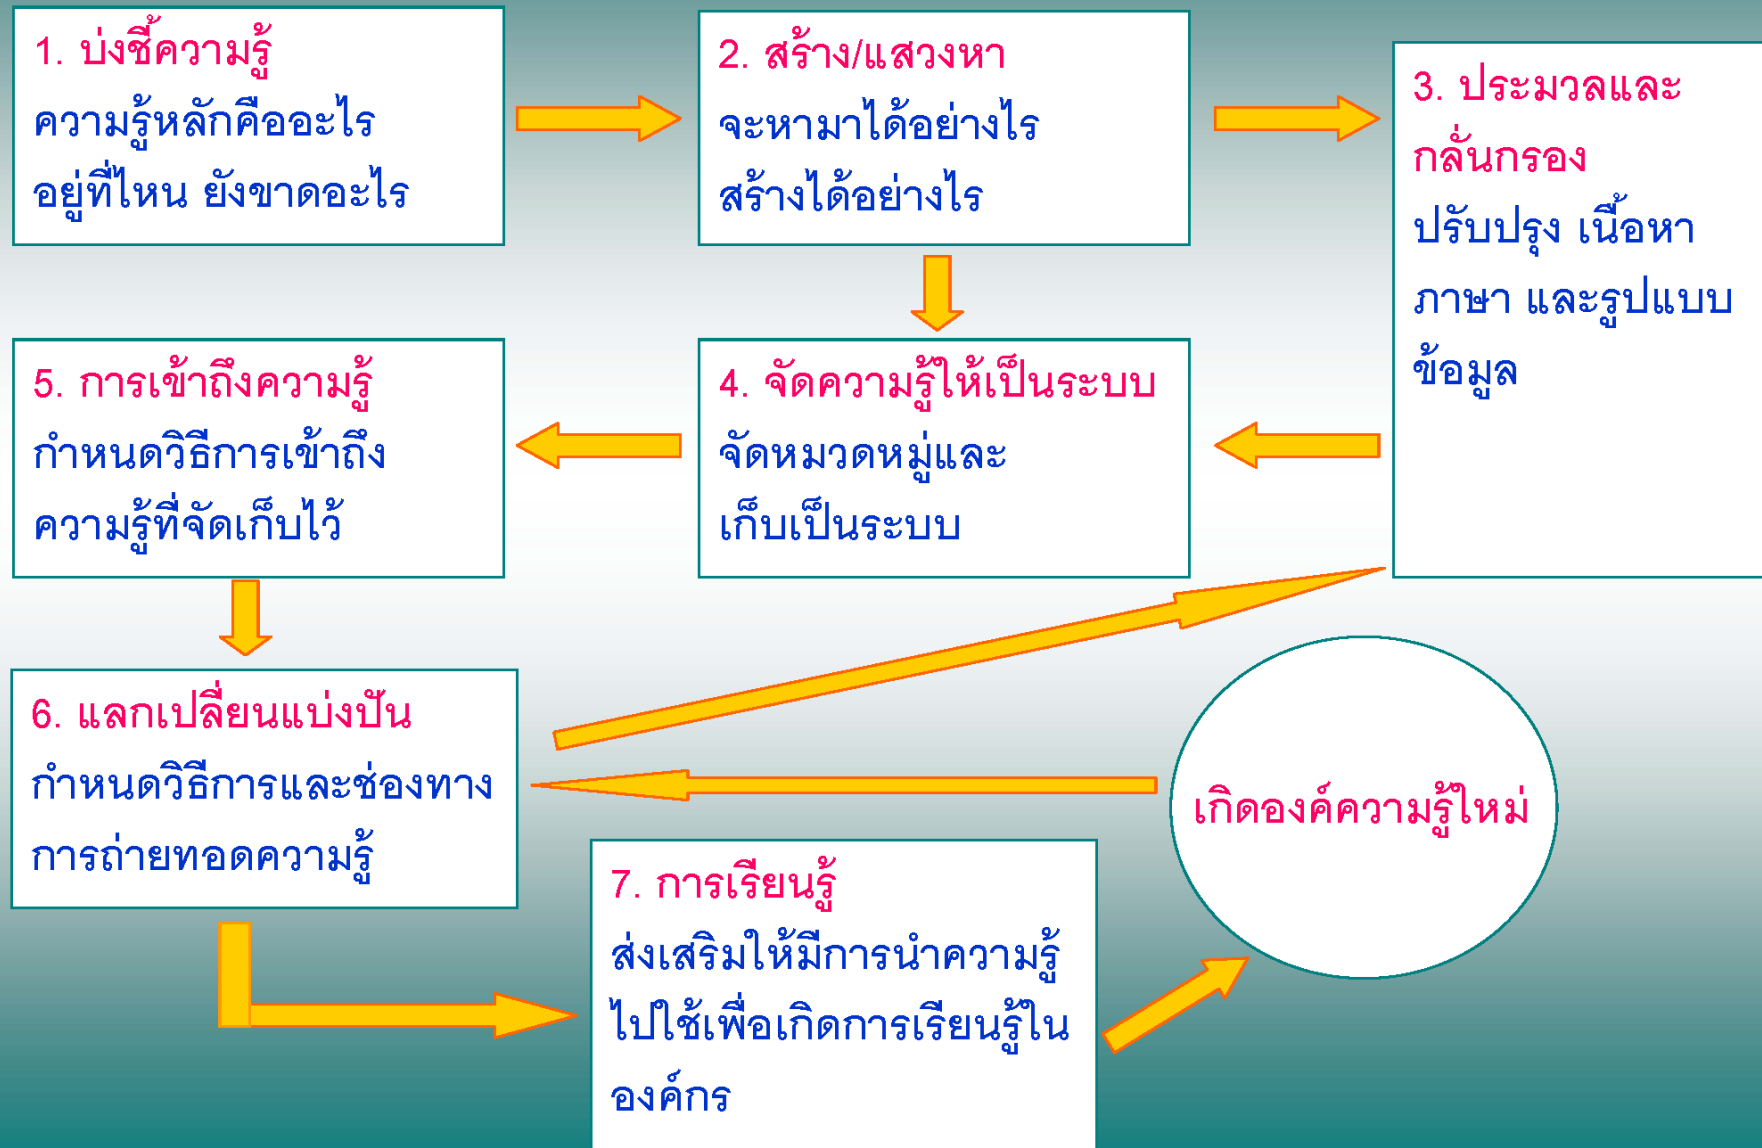 1. บ่งชี้ความรู้
ความรู้หลักคืออะไร
อยู่ที่ไหน ยังขาดอะไร
2. สร้าง/แสวงหา
จะหามาได้อย่างไร
สร้างได้อย่างไร
3. ประมวลและ
กลั่นกรอง
ปรับปรุง เนื้อหา
ภาษา และรูปแบบ
ข้อมูล
4. จัดความรู้ให้เป็นระบบ
จัดหมวดหมู่และ
เก็บเป็นระบบ
5. การเข้าถึงความรู้
กำหนดวิธีการเข้าถึง
ความรู้ที่จัดเก็บไว้
6. แลกเปลี่ยนแบ่งปัน
กำหนดวิธีการและช่องทาง
การถ่ายทอดความรู้
7. การเรียนรู้
ส่งเสริมให้มีการนำความรู้
ไปใช้เพื่อเกิดการเรียนรู้ใน
องค์กร
เกิดองค์ความรู้ใหม่